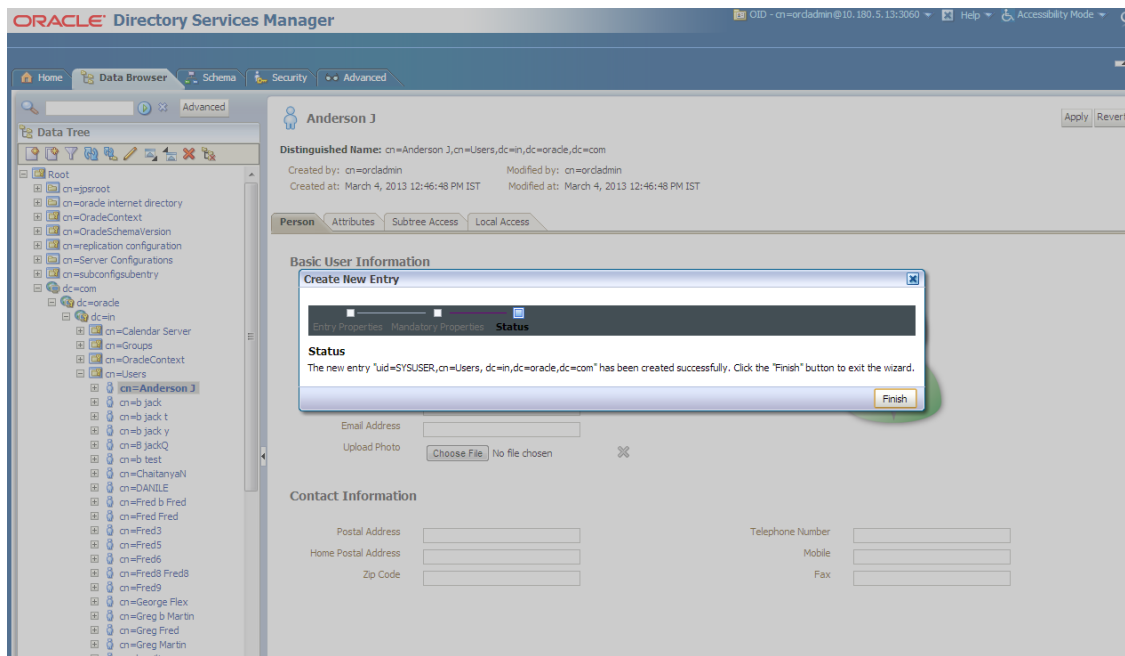 ORACLE Directory Services Manager
OID - cn=orcladmin@10.180.5.13:3060 Help Accessibility Mode
Home Data Browser Schema Security Advanced
Advanced
Data Tree
Root
cn=jpsroot
cn=oracle internet directory
cn=OracleContext
cn=OracleSchemaVersion
cn=replication configuration
cn=Server Configurations
cn=subconfigsubentry
dc=com
dc=oracle
dc=in
cn=Calendar Server
cn=Groups
cn=OracleContext
cn=Users
cn=Anderson J
cn=b jack
cn=b jack t
cn=b jack y
cn=B jackQ
cn=b test
cn=ChaitanyaN
cn=DANILE
cn=Fred b Fred
cn=Fred Fred
cn=Fred3
cn=Fred5
cn=Fred6
cn=Fred8 Fred8
cn=Fred9
cn=George Flex
cn=Greg b Martin
cn=Greg Fred
cn=Greg Martin
Anderson J
Apply Revert
Distinguished Name: cn=Anderson J,cn=Users,dc=in,dc=oracle,dc=com
Created by: cn=orcladmin Modified by: cn=orcladmin
Created at: March 4, 2013 12:46:48 PM IST Modified at: March 4, 2013 12:46:48 PM IST
Person Attributes Subtree Access Local Access
Basic User Information
Create New Entry
Entry Properties Mandatory Properties Status
Status
The new entry "uid=SYSUSER,cn=Users, dc=in,dc=oracle,dc=com" has been created successfully. Click the "Finish" button to exit the wizard.
Finish
Email Address
Upload Photo Choose File No file chosen
Contact Information
Postal Address Telephone Number
Home Postal Address Mobile
Zip Code Fax